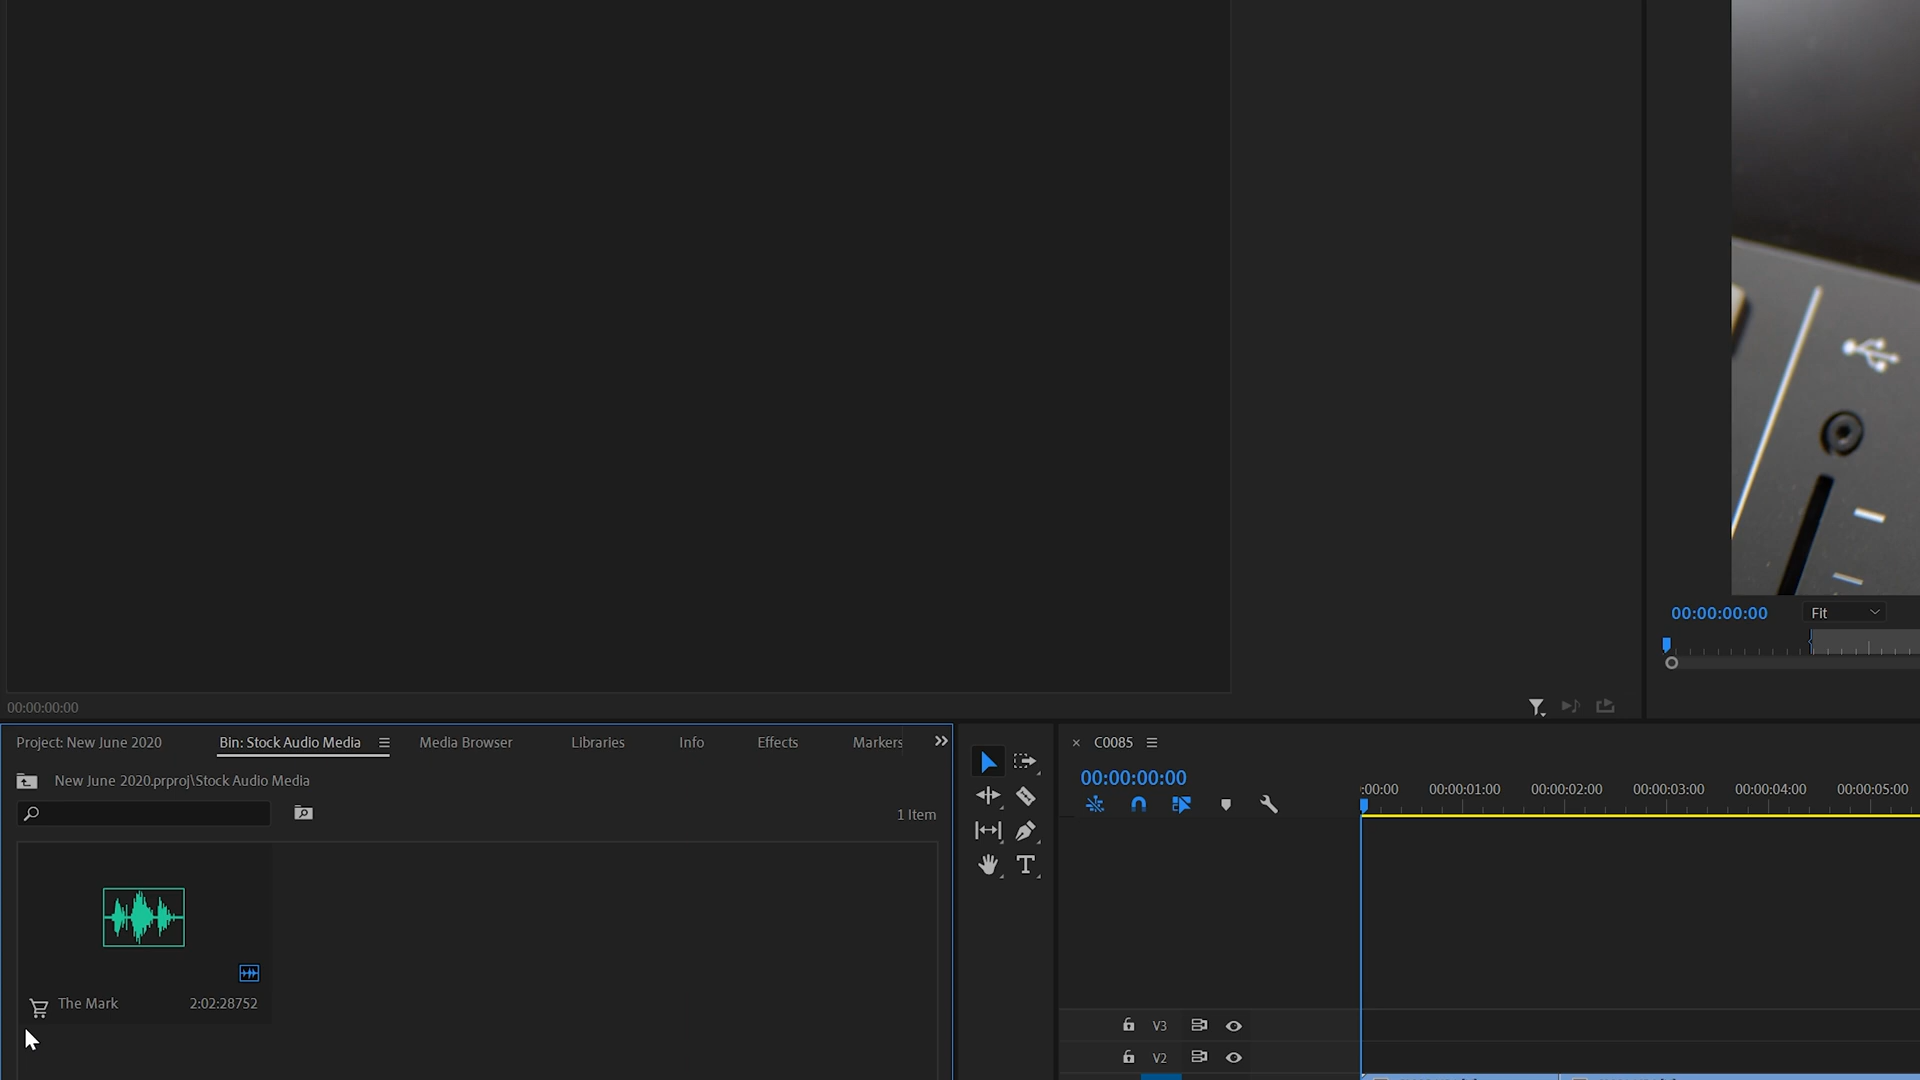 00:00:00:00
Fit
00:00:00:00
Project: New June 2020
Bin: Stock Audio Media
Media Browser
Libraries
Info
Effects
Markers
New June 2020.prproj\Stock Audio Media
1 Item
The Mark
2:02:28752
C0085
00:00:00:00
:00:00
00:00:01:00
00:00:02:00
00:00:03:00
00:00:04:00
00:00:05:00
V3
V2